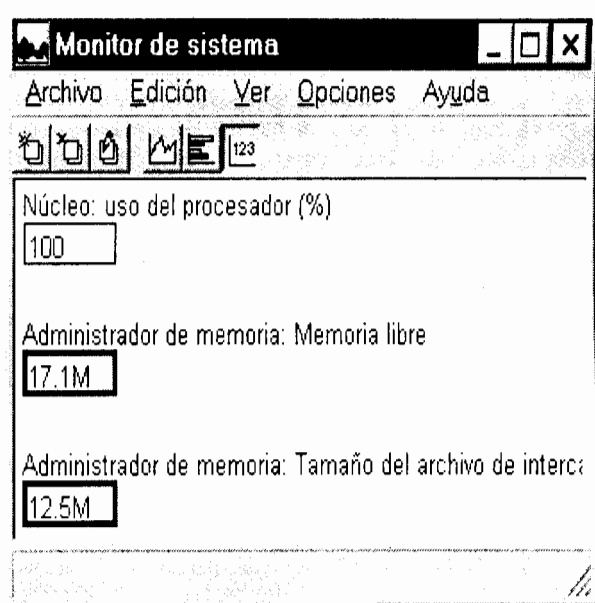 Monitor de sistema
Archivo Edición Ver Opciones Ayuda
123
Núcleo: uso del procesador (%)
100
Administrador de memoria: Memoria libre
17.1M
Administrador de memoria: Tamaño del archivo de interca
12.5M